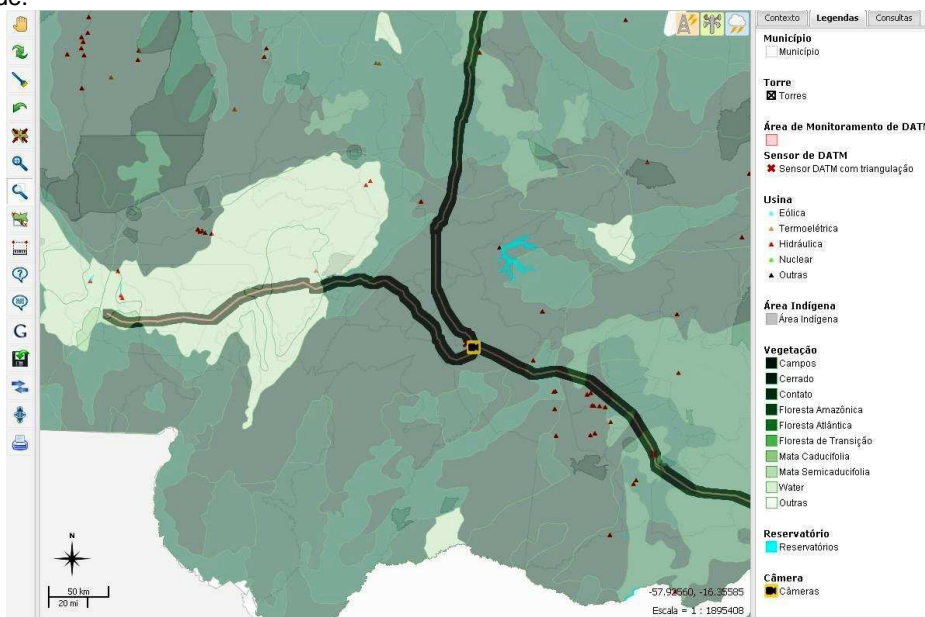 de.
Contexto
Legendas
Consultas
Município
Município
Torre
Torres
Área de Monitoramento de DATM
Sensor de DATM
Sensor DATM com triangulação
Usina
Eólica
Termoelétrica
Hidráulica
Nuclear
Outras
Área Indígena
Área Indígena
Vegetação
Campos
Cerrado
Contato
Floresta Amazônica
Floresta Atlântica
Floresta de Transição
Mata Caducifolia
Mata Semicaducifolia
Water
Outras
Reservatório
Reservatórios
Câmera
Câmeras
G
N
50 km
20 mi
-57.92660, -16.35585
Escala = 1 : 1895408